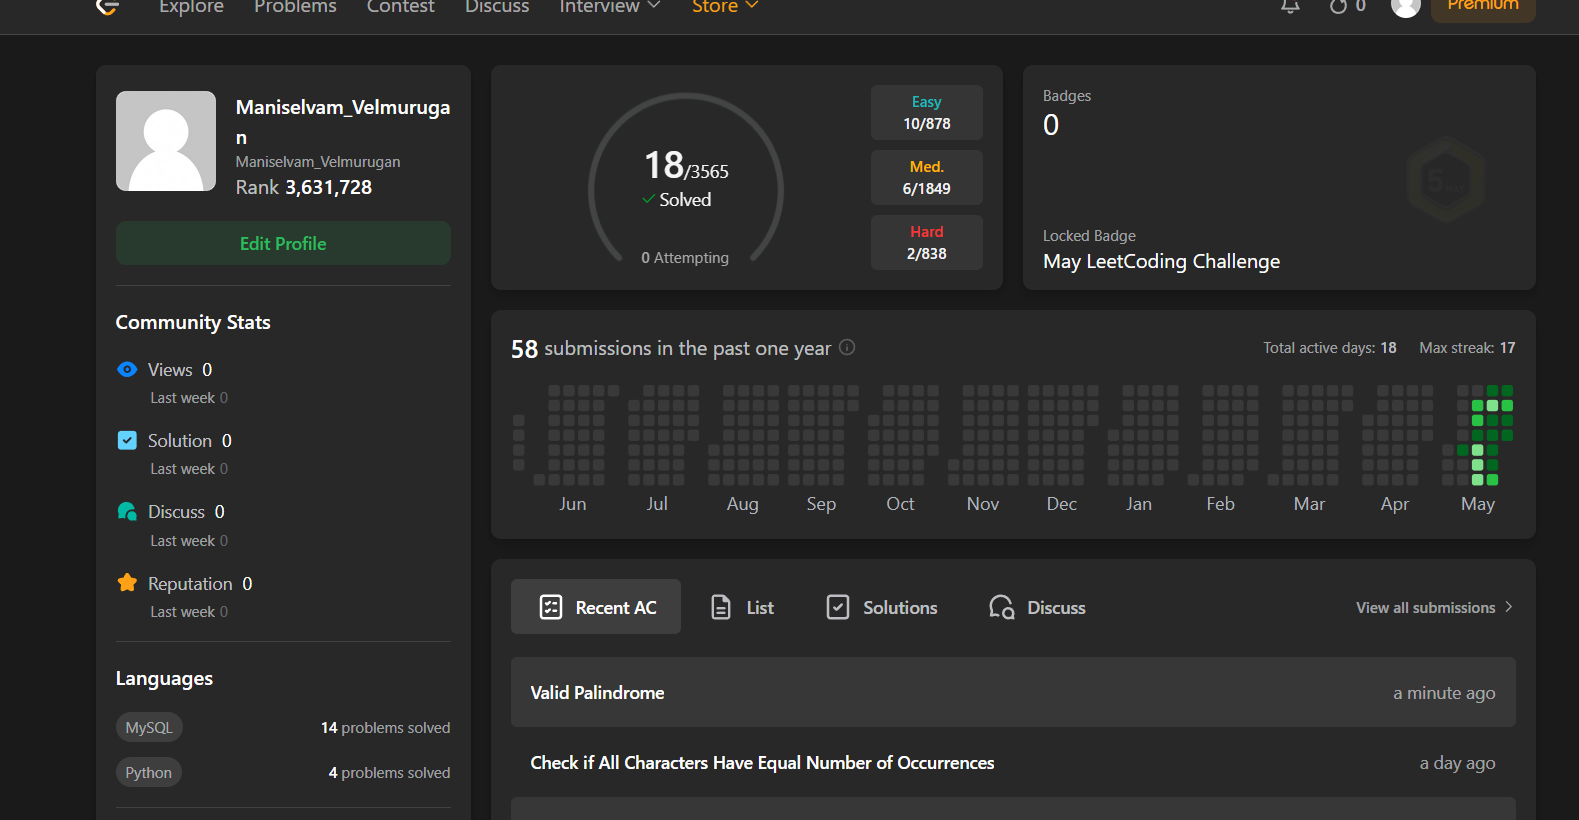 Explore Problems Contest Discuss Interview Store 0 Premium
Maniselvam_Velmuruga
n
Maniselvam_Velmurugan
Rank 3,631,728
Edit Profile
Community Stats
Views 0
Last week 0
Solution 0
Last week 0
Discuss 0
Last week 0
Reputation 0
Last week 0
Languages
MySQL 14 problems solved
Python 4 problems solved
18/3565
Solved
0 Attempting
Easy
10/878
Med.
6/1849
Hard
2/838
Badges
0
5 MAY
Locked Badge
May LeetCoding Challenge
58 submissions in the past one year Total active days: 18 Max streak: 17
Jun Jul Aug Sep Oct Nov Dec Jan Feb Mar Apr May
Recent AC List Solutions Discuss View all submissions
Valid Palindrome a minute ago
Check if All Characters Have Equal Number of Occurrences a day ago